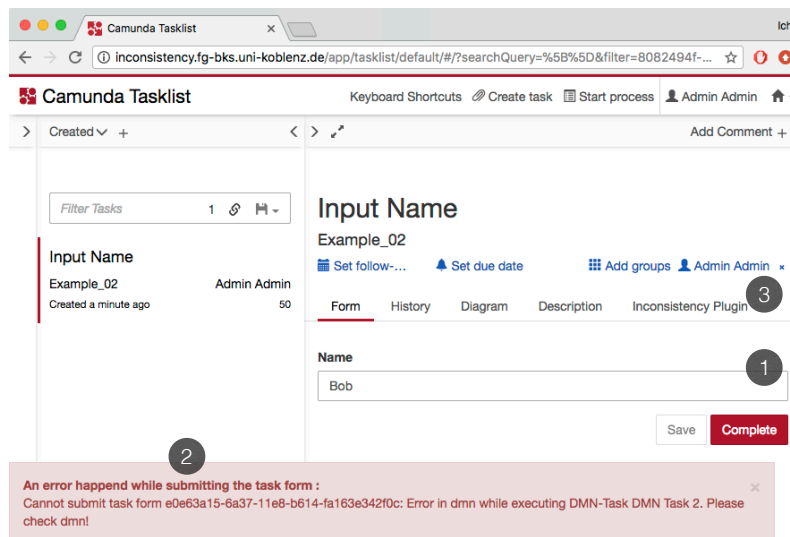 Camunda Tasklist ×
Ich
inconsistency.fg-bks.uni-koblenz.de/app/tasklist/default/#/?searchQuery=%5B%5D&filter=8082494f-...
Camunda Tasklist Keyboard Shortcuts Create task Start process Admin Admin
Created + Add Comment +
Filter Tasks 1
Input Name
Example_02 Admin Admin
Created a minute ago 50
Input Name
Example_02
Set follow-... Set due date Add groups Admin Admin ×
3
Form History Diagram Description Inconsistency Plugin
Name
1
Bob
Save Complete
2
An error happend while submitting the task form :
×
Cannot submit task form e0e63a15-6a37-11e8-b614-fa163e342f0c: Error in dmn while executing DMN-Task DMN Task 2. Please
check dmn!